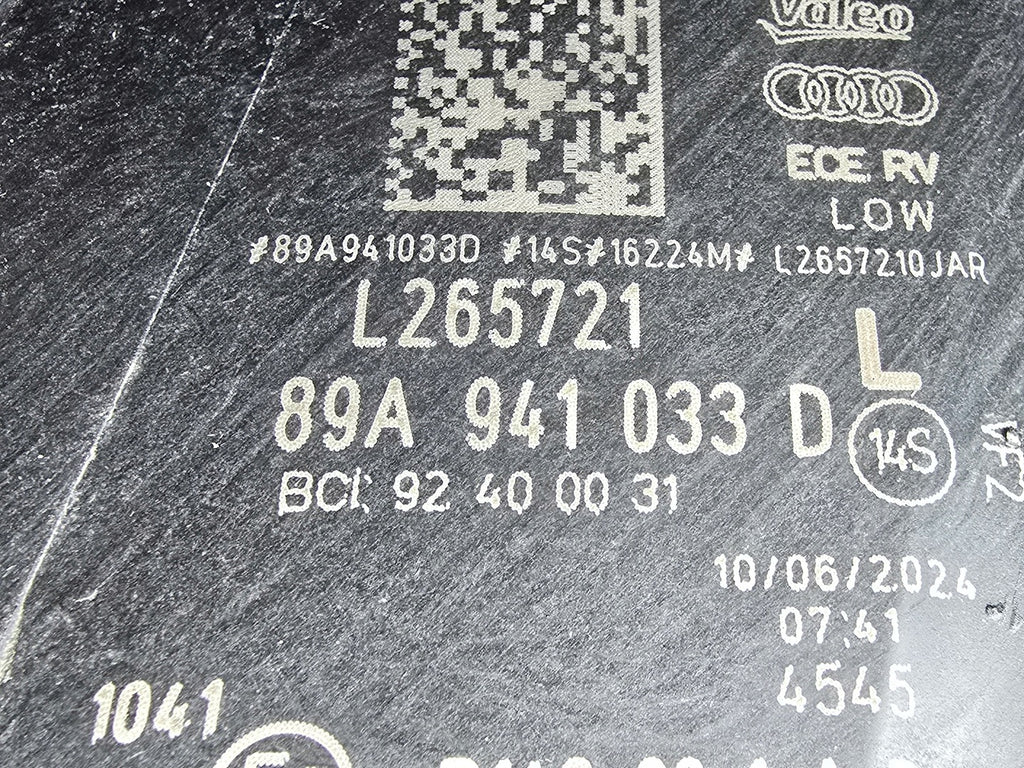 Valeo
ECE RV
LOW
#89A941033D #14S#16224M# L2657210JAR
L265721
L
89A 941 033 D
14S
BCI: 92 40 00 31
VF2
10/06/2024
07:41
4545
1041